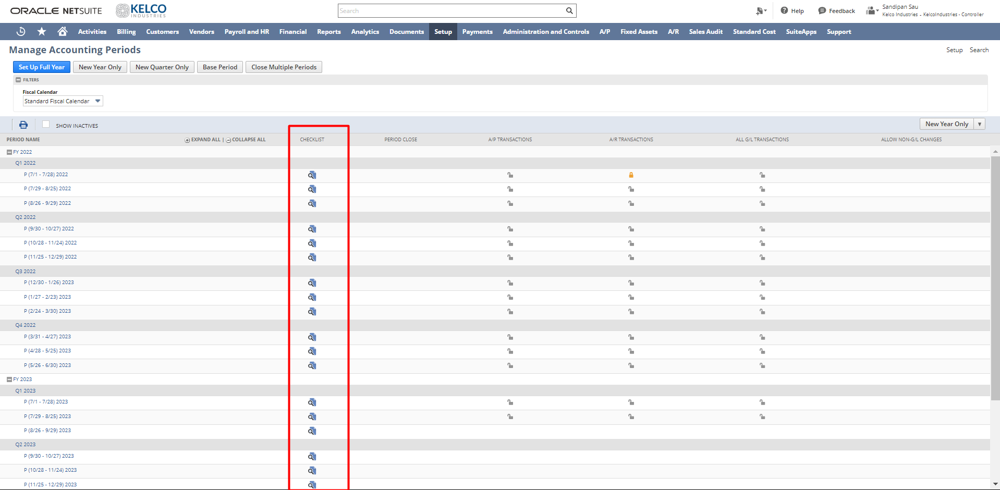 ORACLE NETSUITE
KELCO
INDUSTRIES
Search
Help
Feedback
Sandipan Sau
Kelco Industries - KelcoIndustries - Controller
Activities Billing Customers Vendors Payroll and HR Financial Reports Analytics Documents Setup Payments Administration and Controls A/P Fixed Assets A/R Sales Audit Standard Cost SuiteApps Support
Manage Accounting Periods
Setup Search
Set Up Full Year New Year Only New Quarter Only Base Period Close Multiple Periods
FILTERS
Fiscal Calendar
Standard Fiscal Calendar
SHOW INACTIVES
New Year Only
PERIOD NAME EXPAND ALL | COLLAPSE ALL CHECKLIST PERIOD CLOSE A/P TRANSACTIONS A/R TRANSACTIONS ALL G/L TRANSACTIONS ALLOW NON-G/L CHANGES
FY 2022
Q1 2022
P (7/1 - 7/28) 2022
P (7/29 - 8/25) 2022
P (8/26 - 9/29) 2022
Q2 2022
P (9/30 - 10/27) 2022
P (10/28 - 11/24) 2022
P (11/25 - 12/29) 2022
Q3 2022
P (12/30 - 1/26) 2023
P (1/27 - 2/23) 2023
P (2/24 - 3/30) 2023
Q4 2022
P (3/31 - 4/27) 2023
P (4/28 - 5/25) 2023
P (5/26 - 6/30) 2023
FY 2023
Q1 2023
P (7/1 - 7/28) 2023
P (7/29 - 8/25) 2023
P (8/26 - 9/29) 2023
Q2 2023
P (9/30 - 10/27) 2023
P (10/28 - 11/24) 2023
P (11/25 - 12/29) 2023